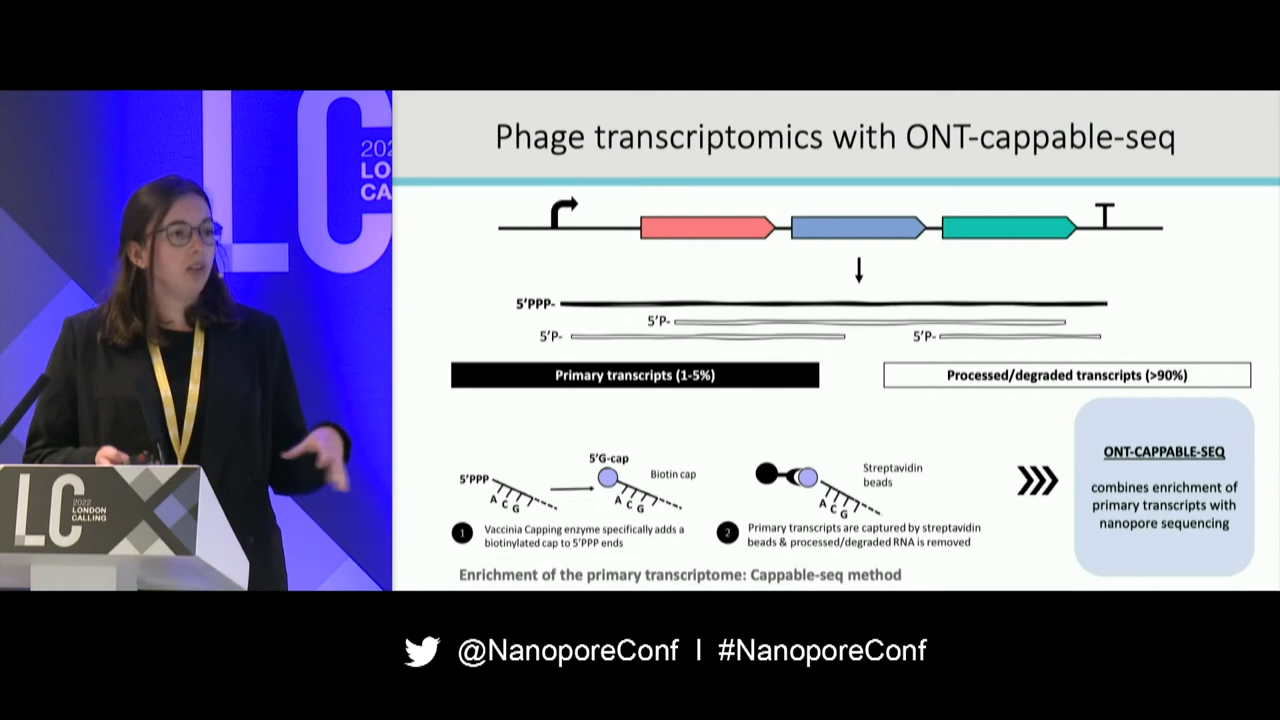 LC
202
LO
CA
LC
2022
LONDON
CALLING
Phage transcriptomics with ONT-cappable-seq
5'PPP-
5'P-
5'P-
5'P-
Primary transcripts (1-5%)
Processed/degraded transcripts (>90%)
5'PPP
A C G
5'G-cap
Biotin cap
A C G
Streptavidin
beads
A C G
1
Vaccinia Capping enzyme specifically adds a
biotinylated cap to 5'PPP ends
2
Primary transcripts are captured by streptavidin
beads & processed/degraded RNA is removed
Enrichment of the primary transcriptome: Cappable-seq method
ONT-CAPPABLE-SEQ
combines enrichment of
primary transcripts with
nanopore sequencing
@NanoporeConf I #NanoporeConf